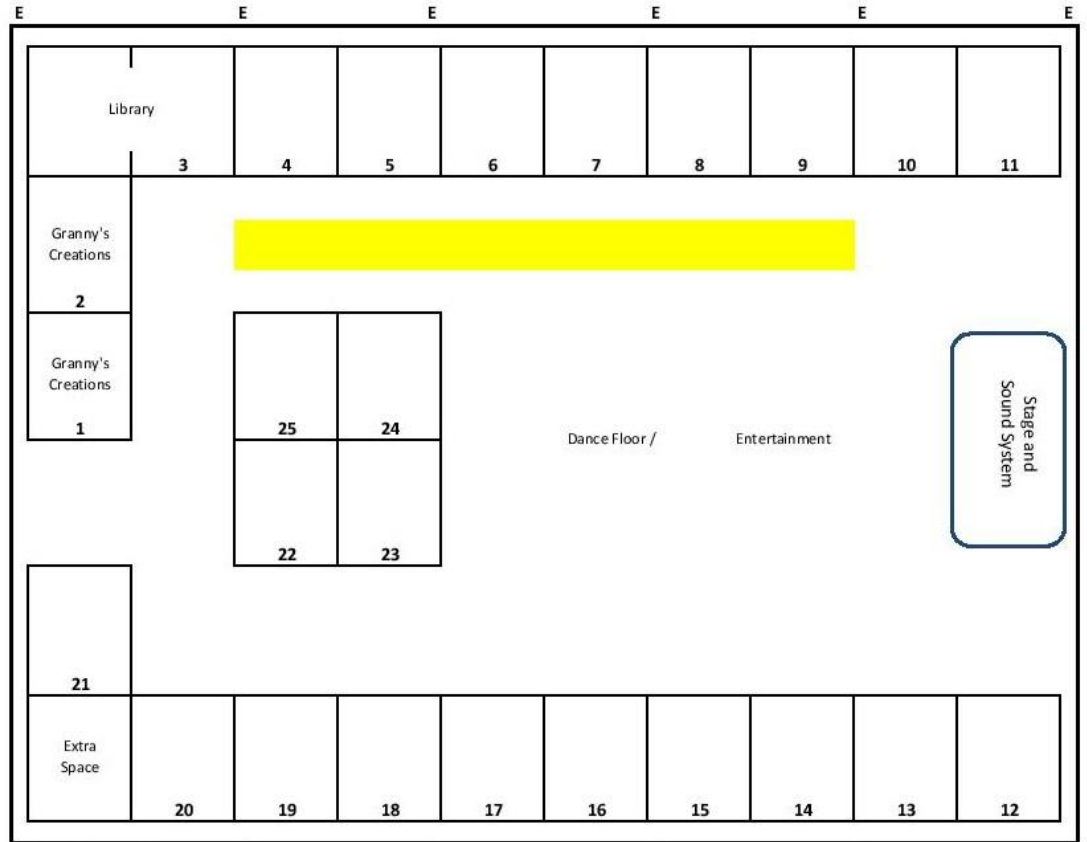 E E E E E E
Library
3 4 5 6 7 8 9 10 11
Granny's
Creations
2
Granny's
Creations
1
25 24
Dance Floor / Entertainment
Stage and
Sound System
22 23
21
Extra
Space
20 19 18 17 16 15 14 13 12